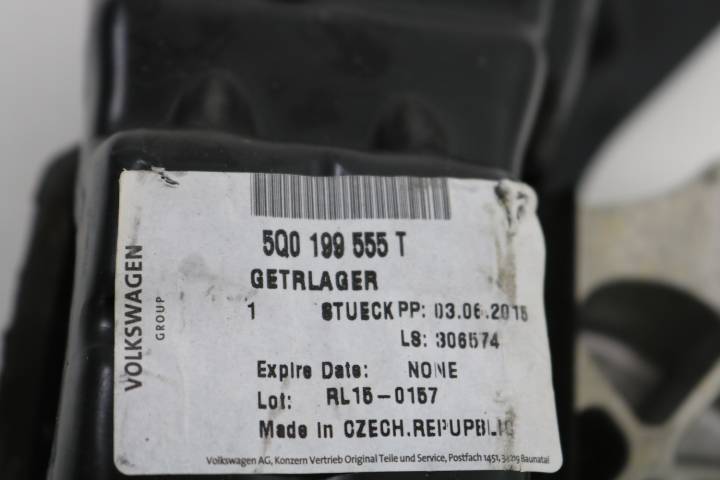 VOLKSWAGEN
GROUP
5Q0 199 555 T
GETRLAGER
1 STUECK PP: 03.06.2015
LS: 306574
Expire Date: NONE
Lot: RL15-0157
Made in CZECH.REPUPBLIC
Volkswagen AG, Konzern Vertrieb Original Teile und Service, Postfach 1451, 34209 Baunatal